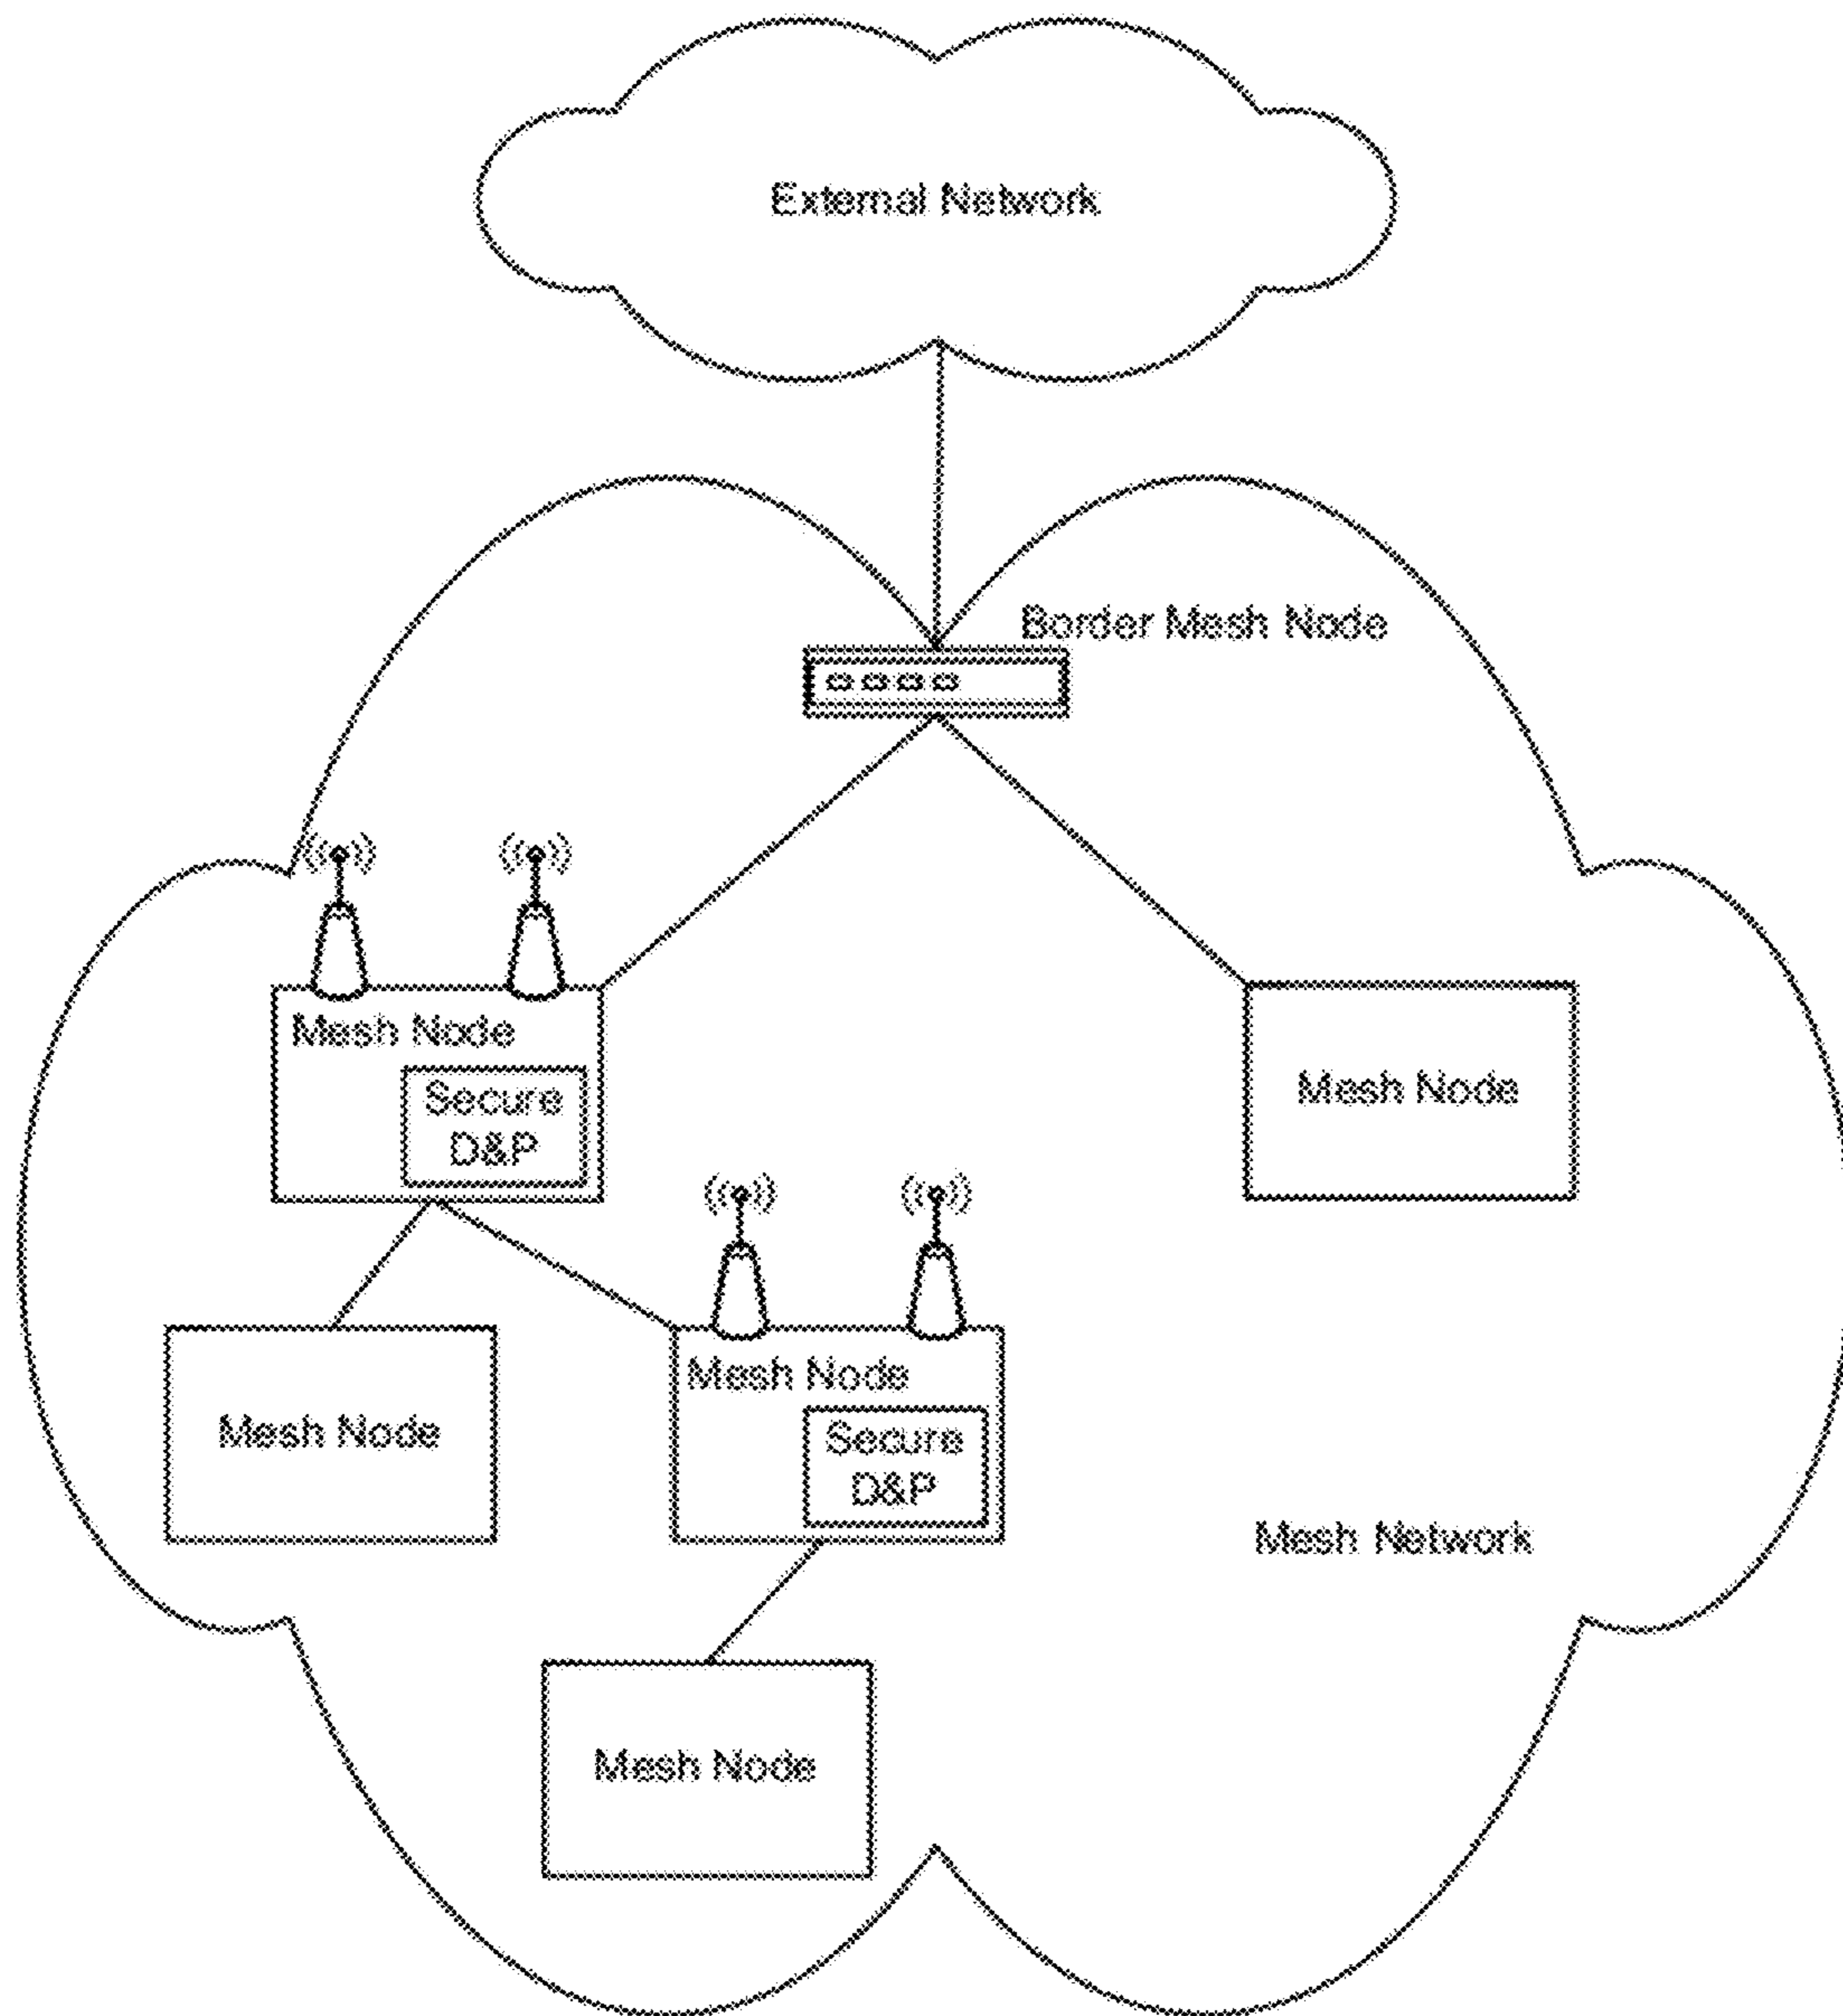 External Network
Border Mesh Node
Mesh Node
Secure
D&P
Mesh Node
Mesh Node
Mesh Node
Secure
D&P
Mesh Network
Mesh Node